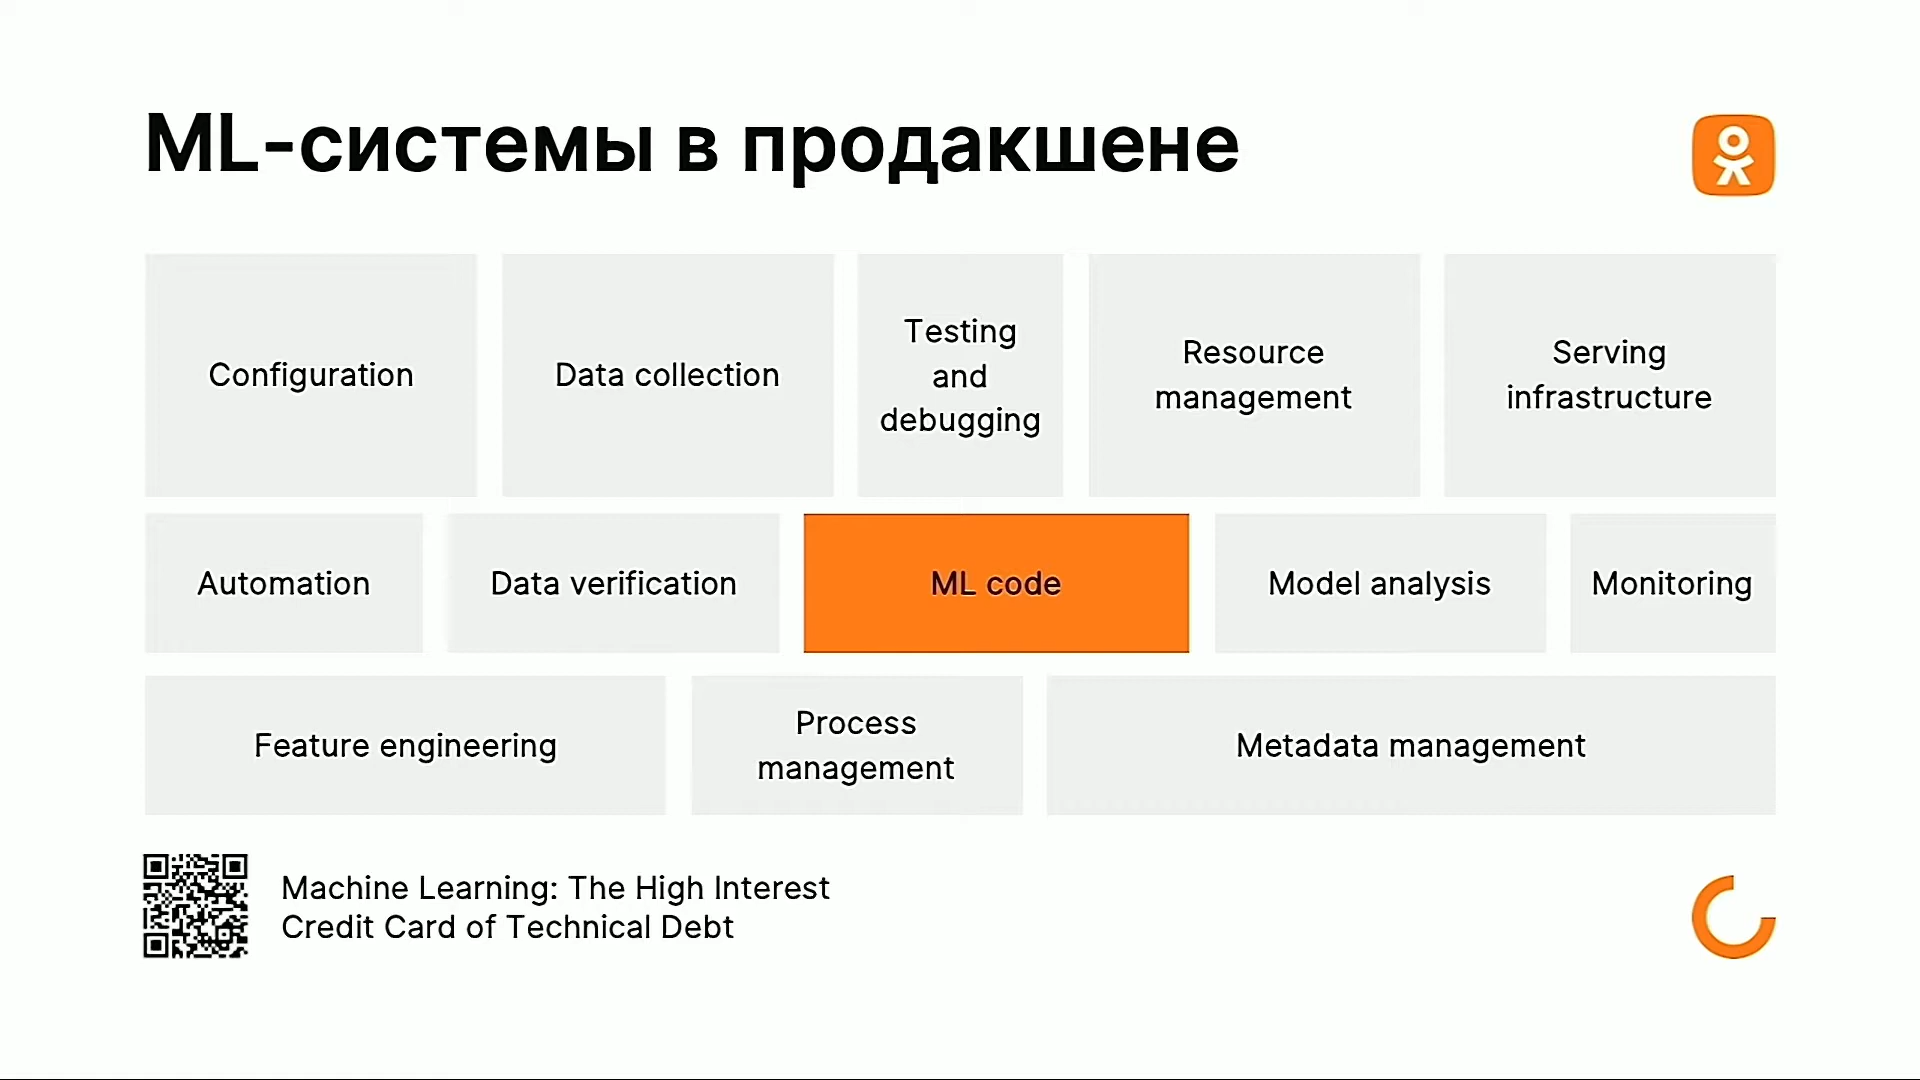 ML-системы в продакшене
Configuration
Data collection
Testing
and
debugging
Resource
management
Serving
infrastructure
Automation
Data verification
ML code
Model analysis
Monitoring
Feature engineering
Process
management
Metadata management
Machine Learning: The High Interest
Credit Card of Technical Debt